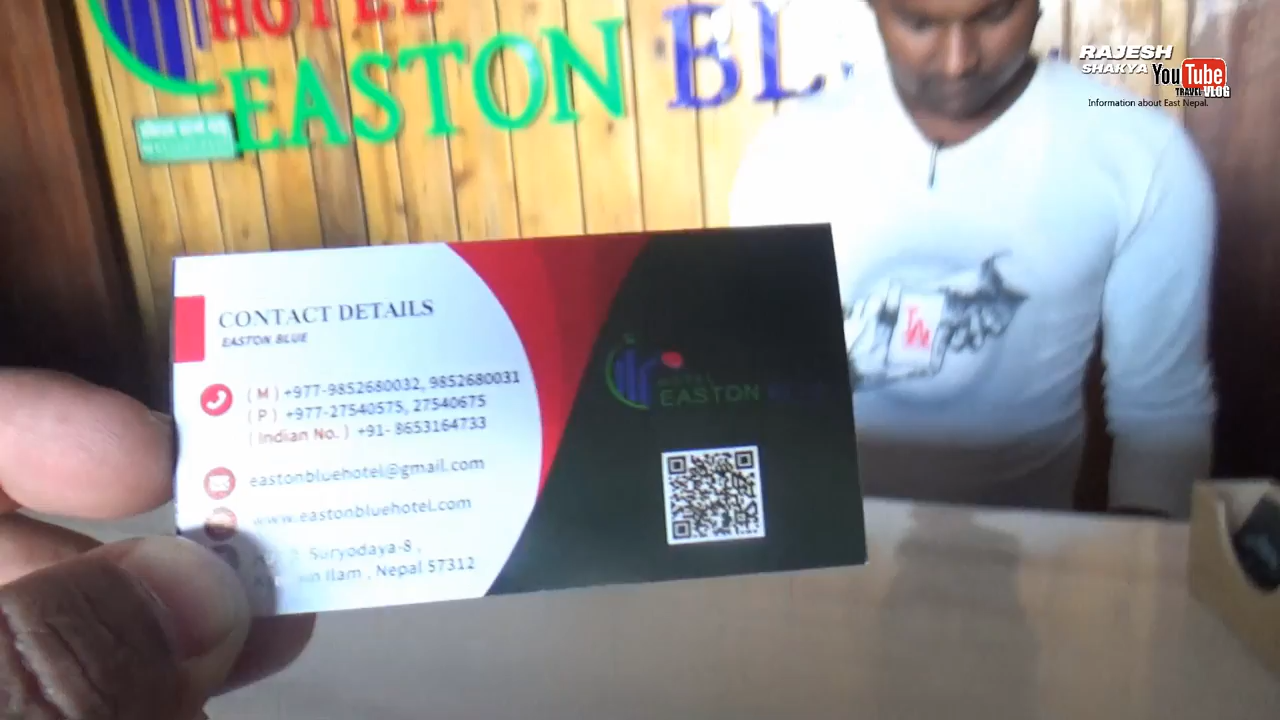 HOTEL
EASTON BL
RAJESH
SHAKYA YouTube
TRAVEL VLOG
Information about East Nepal.
CONTACT DETAILS
EASTON BLUE
( M ) +977-9852680032, 9852680031
( P ) +977-27540575, 27540675
( Indian No. ) +91- 8653164733
eastonbluehotel@gmail.com
www.eastonbluehotel.com
Suryodaya-8 ,
Ilam , Nepal 57312
HOTEL
EASTON
LA